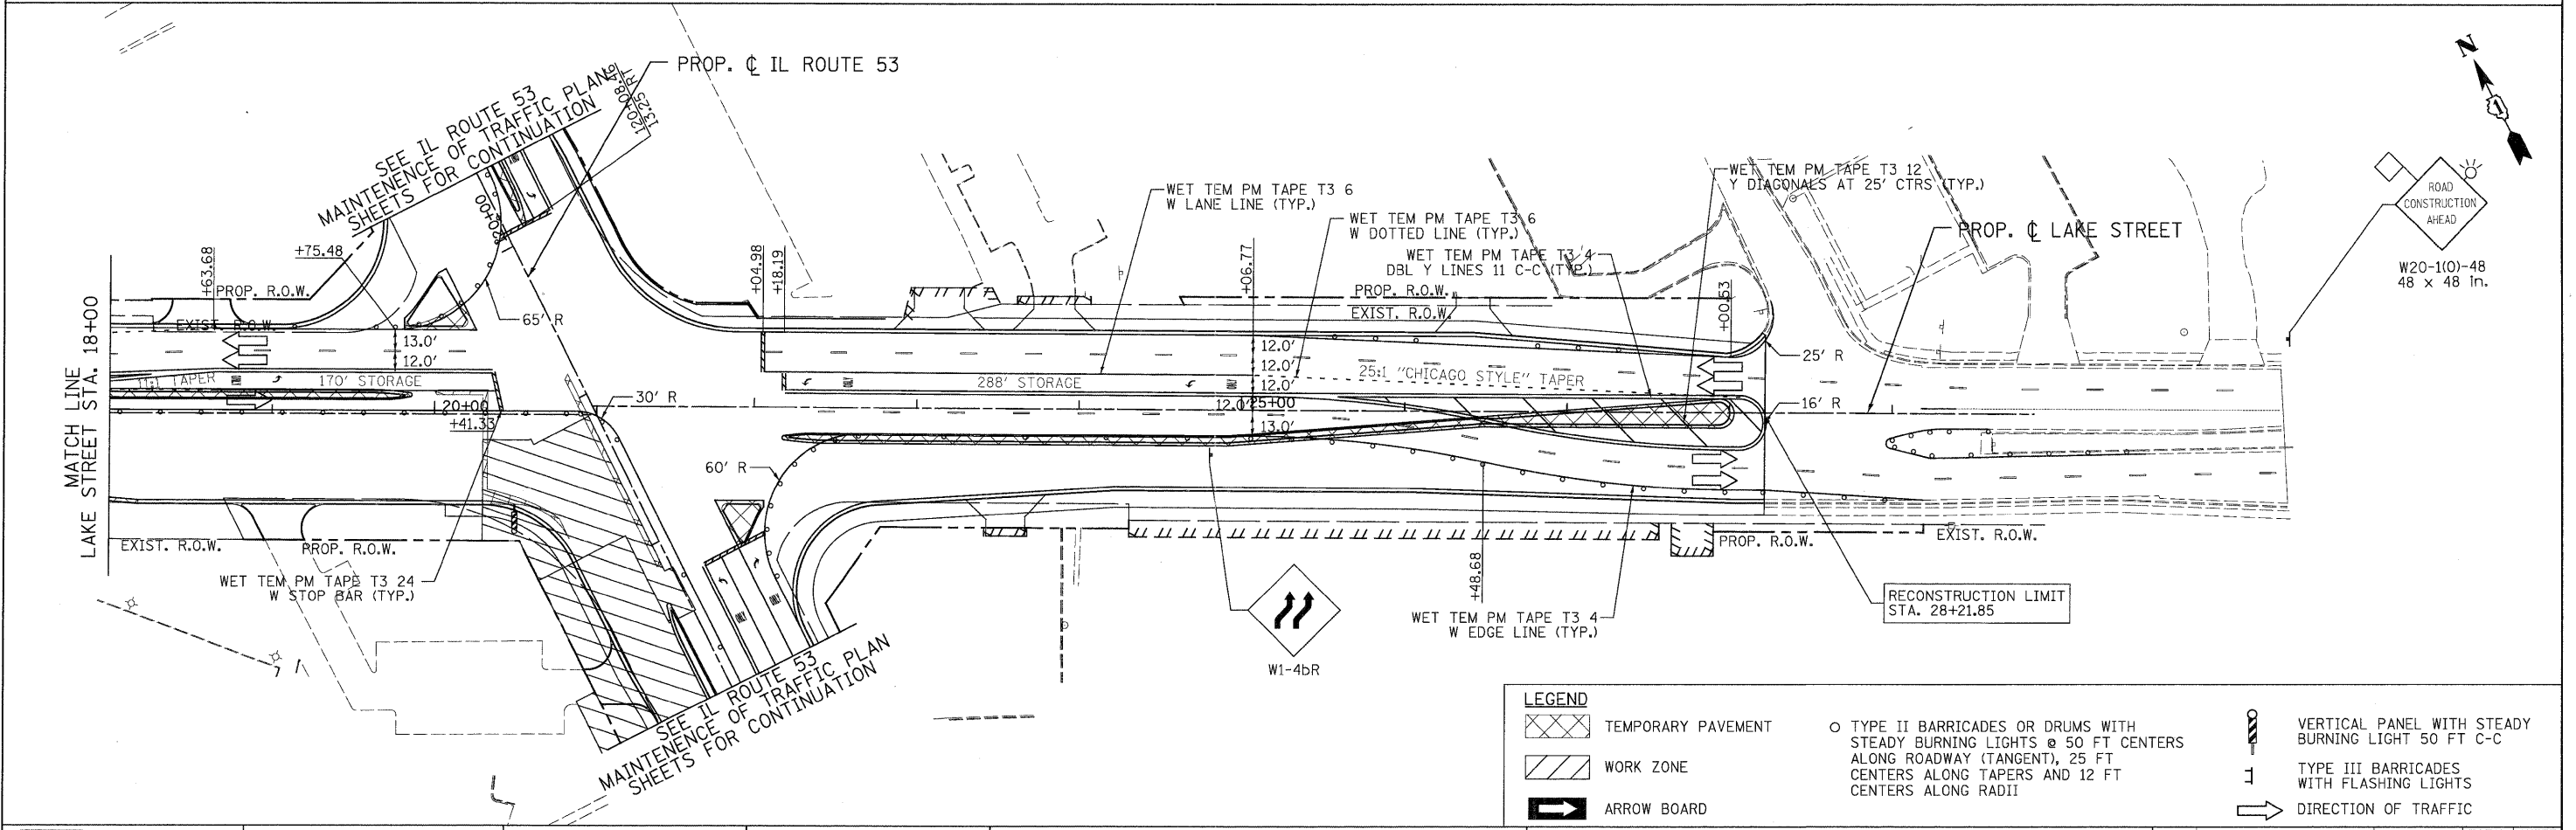 PROP. ℄ IL ROUTE 53
120+08.46
13.25 RT
SEE IL ROUTE 53
MAINTENENCE OF TRAFFIC PLAN
SHEETS FOR CONTINUATION
120+00
N
1
WET TEM PM TAPE T3 6
W LANE LINE (TYP.)
WET TEM PM TAPE T3 6
W DOTTED LINE (TYP.)
WET TEM PM TAPE T3 4
DBL Y LINES 11 C-C (TYP.)
WET TEM PM TAPE T3 12
Y DIAGONALS AT 25' CTRS (TYP.)
PROP. ℄ LAKE STREET
ROAD
CONSTRUCTION
AHEAD
W20-1(O)-48
48 x 48 In.
+63.68
+75.48
PROP. R.O.W.
EXIST. R.O.W.
65' R
+04.98
+18.19
+06.77
PROP. R.O.W.
EXIST. R.O.W.
+00.53
25' R
MATCH LINE
LAKE STREET STA. 18+00
13.0'
12.0'
TAPER
170' STORAGE
20+00
+41.33
30' R
288' STORAGE
12.0'
12.0'
12.0'
25:1 "CHICAGO STYLE" TAPER
12.0'
25+00
13.0'
16' R
60' R
ONLY
ONLY
EXIST. R.O.W.
PROP. R.O.W.
WET TEM PM TAPE T3 24
W STOP BAR (TYP.)
W1-4bR
+48.68
WET TEM PM TAPE T3 4
W EDGE LINE (TYP.)
PROP. R.O.W.
EXIST. R.O.W.
RECONSTRUCTION LIMIT
STA. 28+21.85
SEE IL ROUTE 53
MAINTENENCE OF TRAFFIC PLAN
SHEETS FOR CONTINUATION
LEGEND
TEMPORARY PAVEMENT
WORK ZONE
ARROW BOARD
TYPE II BARRICADES OR DRUMS WITH
STEADY BURNING LIGHTS @ 50 FT CENTERS
ALONG ROADWAY (TANGENT), 25 FT
CENTERS ALONG TAPERS AND 12 FT
CENTERS ALONG RADII
VERTICAL PANEL WITH STEADY
BURNING LIGHT 50 FT C-C
TYPE III BARRICADES
WITH FLASHING LIGHTS
DIRECTION OF TRAFFIC